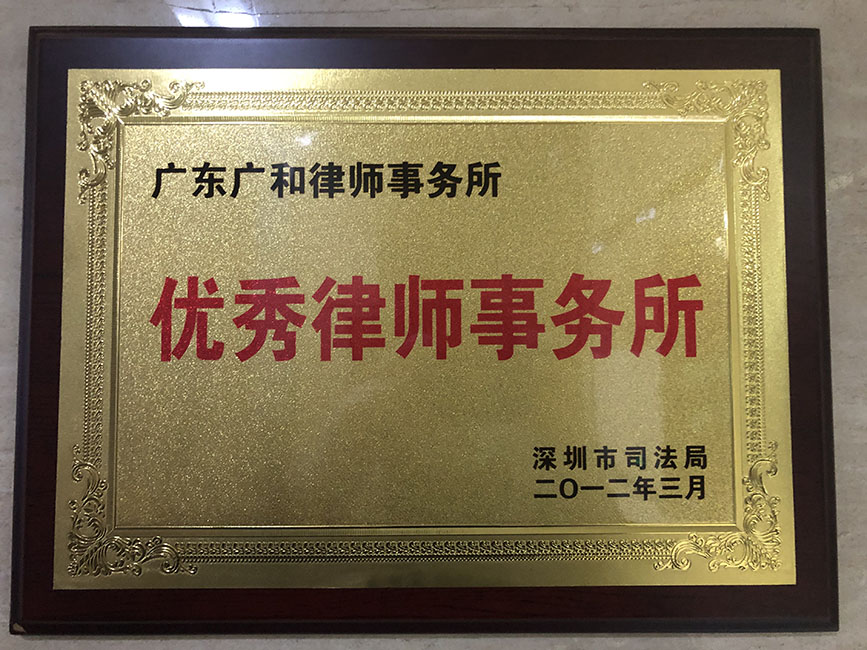 广东广和律师事务所
优秀律师事务所
深圳市司法局
二〇一二年三月